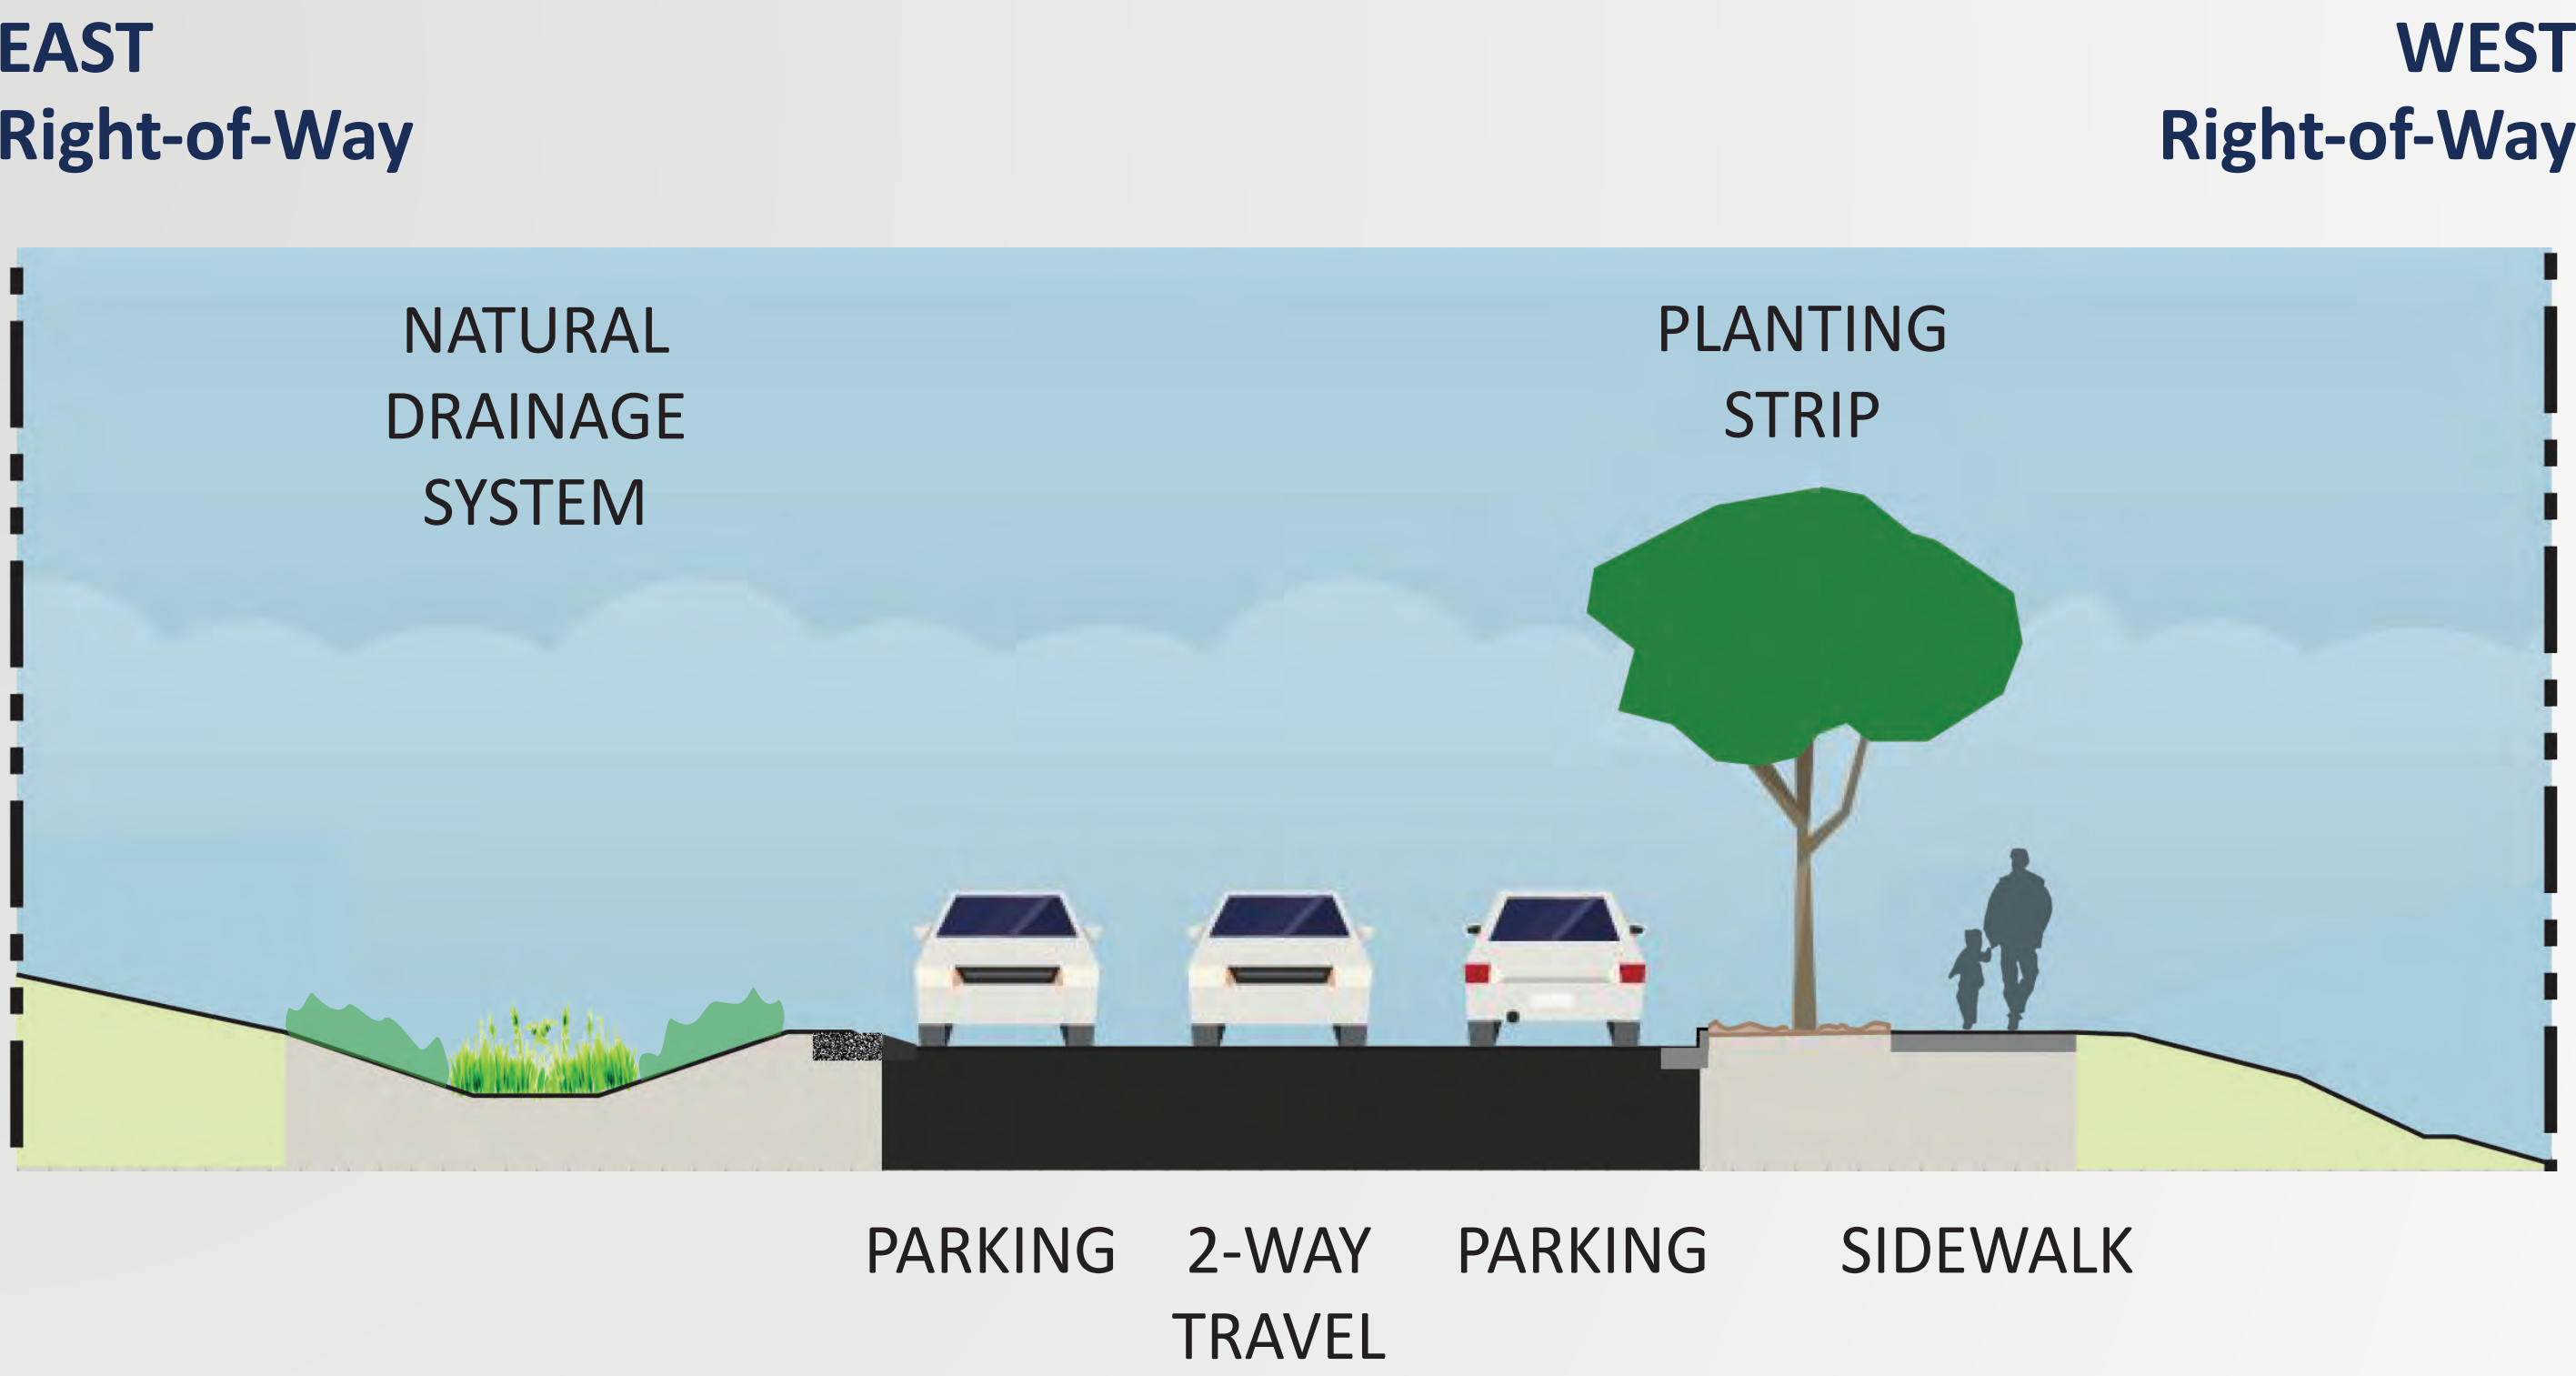 EAST
Right-of-Way
WEST
Right-of-Way
NATURAL
DRAINAGE
SYSTEM
PLANTING
STRIP
PARKING
2-WAY
TRAVEL
PARKING
SIDEWALK